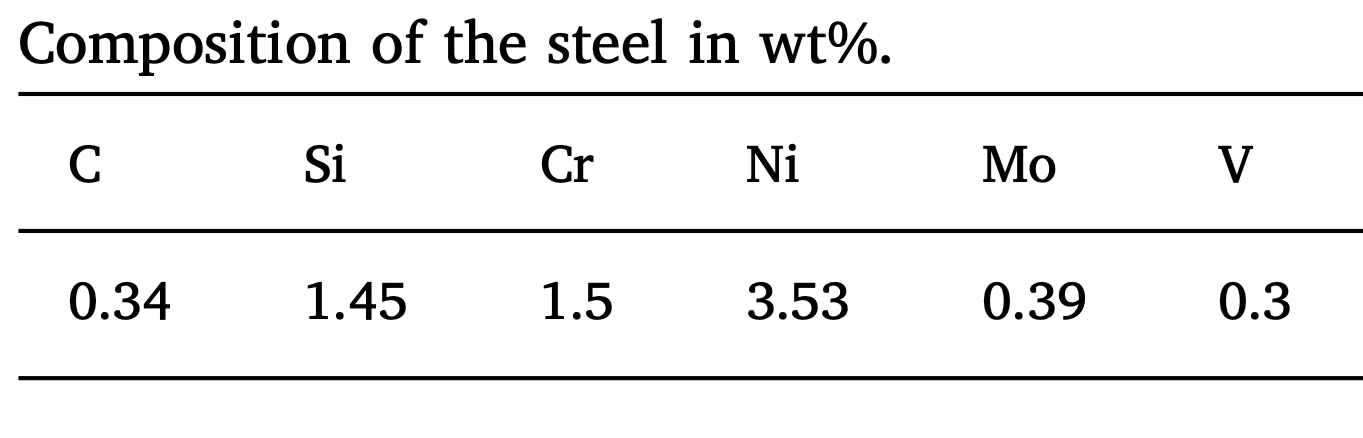 Composition of the steel in wt%.
C Si Cr Ni Mo V
0.34 1.45 1.5 3.53 0.39 0.3